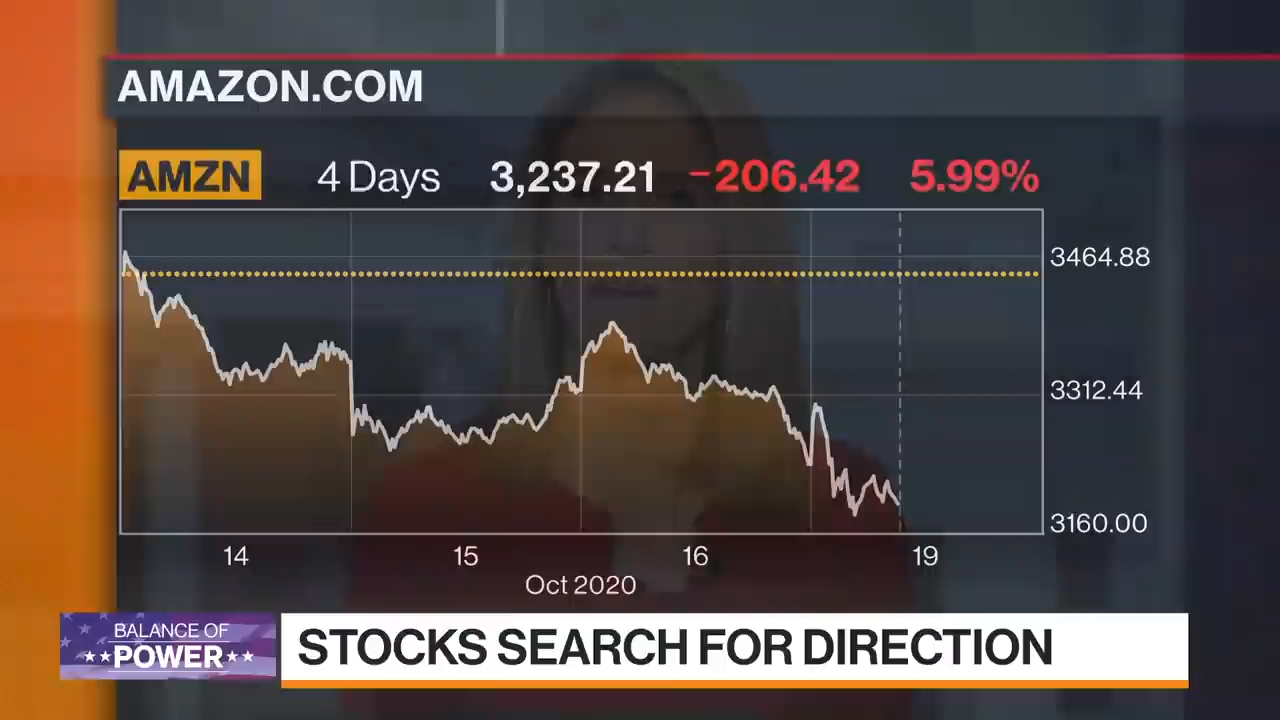 AMAZON.COM
AMZN 4 Days 3,237.21 -206.42 5.99%
3464.88
3312.44
3160.00
14 15 16 19
Oct 2020
BALANCE OF
★★POWER★★
STOCKS SEARCH FOR DIRECTION